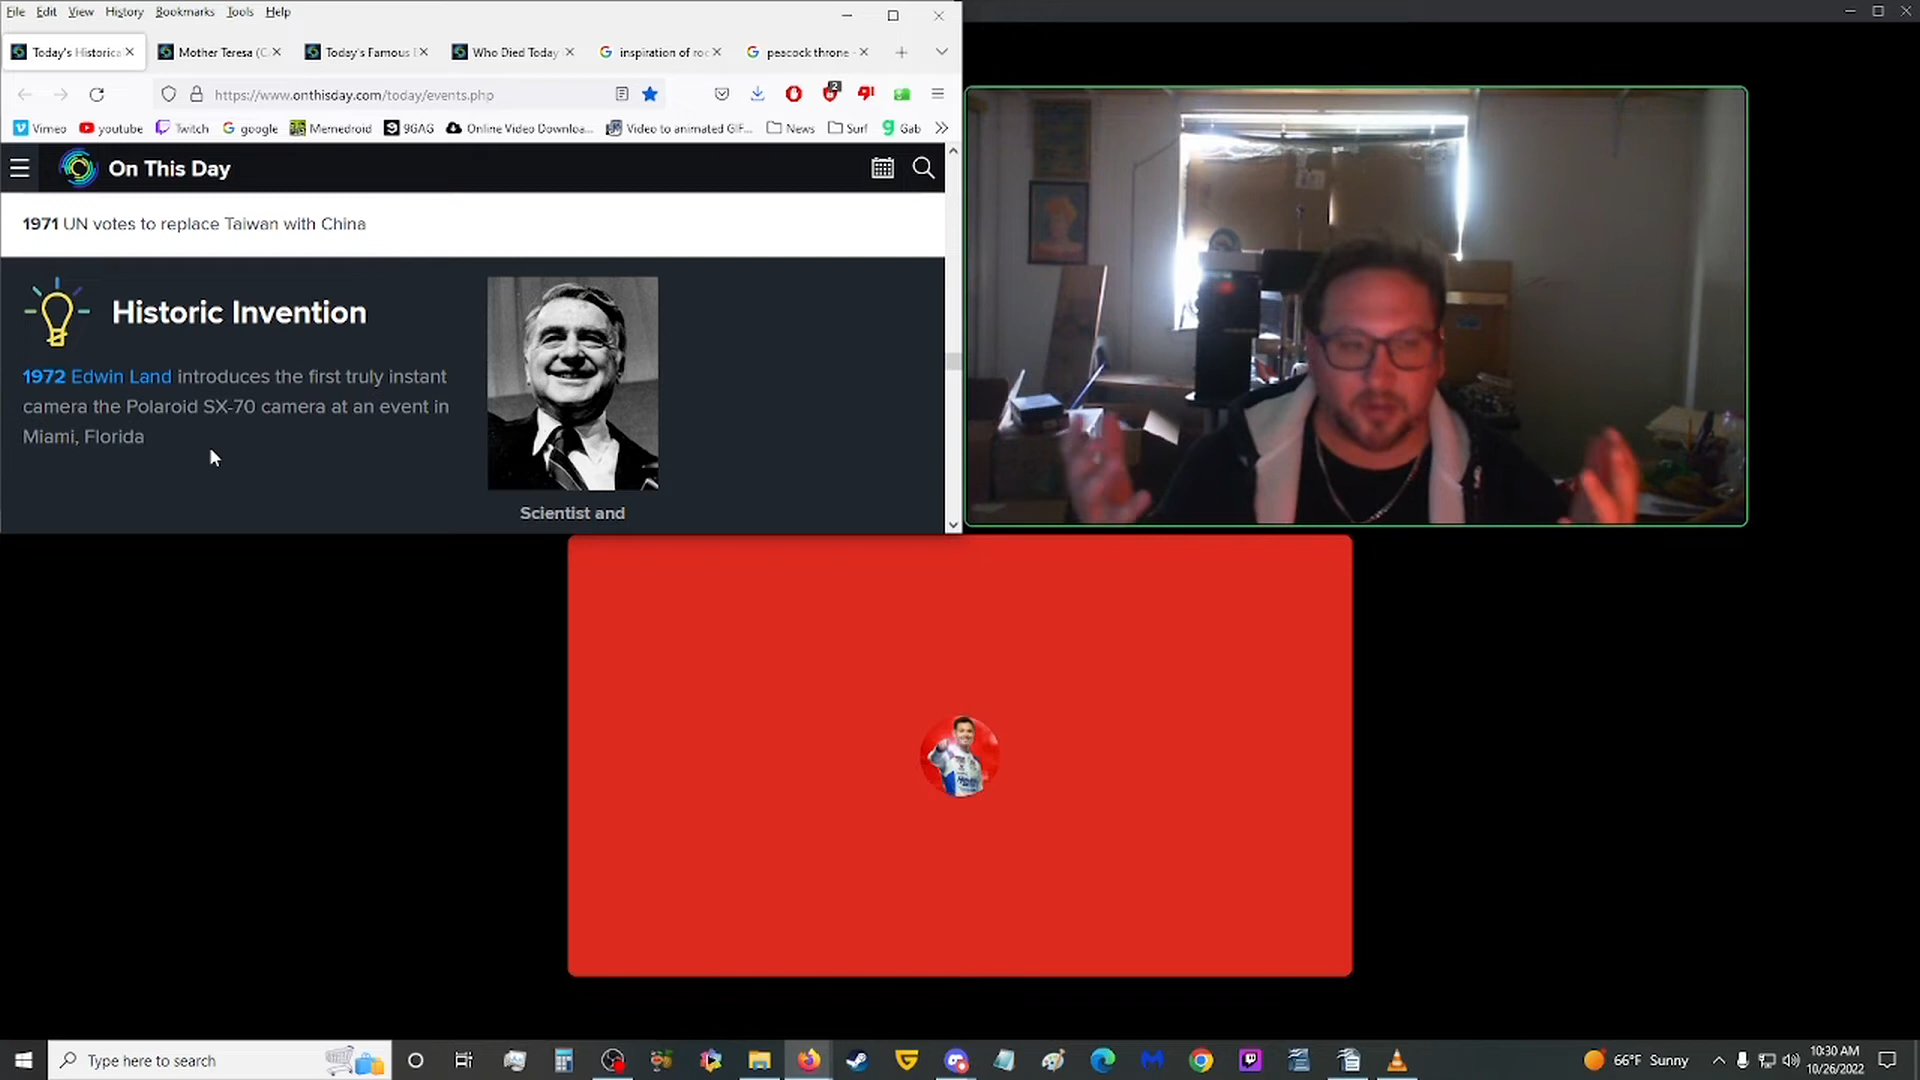 File Edit View History Bookmarks Tools Help
Today's Historica
Mother Teresa (C
Today's Famous
Who Died Today
inspiration of roc
peacock throne -
https://www.onthisday.com/today/events.php
2
Vimeo youtube Twitch google Memedroid 9GAG Online Video Downloa... Video to animated GIF... News Surf Gab
On This Day
1971 UN votes to replace Taiwan with China
Historic Invention
1972 Edwin Land introduces the first truly instant
camera the Polaroid SX-70 camera at an event in
Miami, Florida
Scientist and
Type here to search
66°F Sunny
10:30 AM
10/26/2022